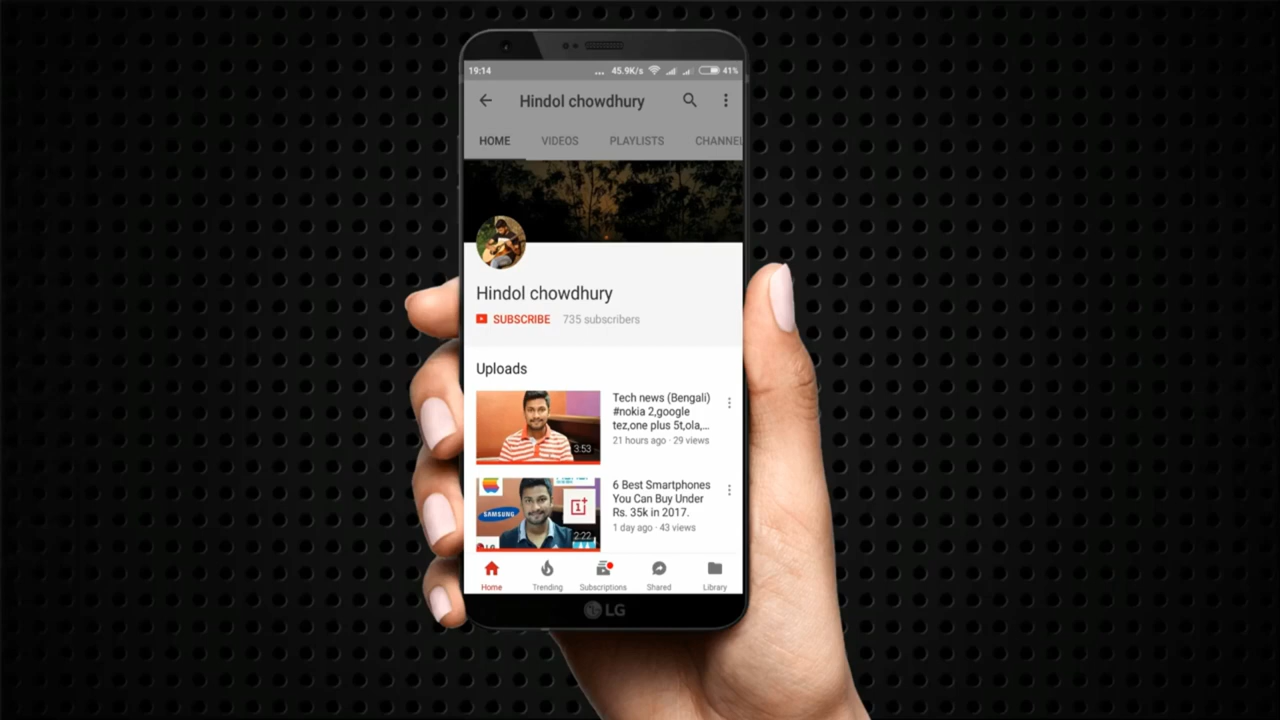 19:14 ... 45.9K/s 41%
Hindol chowdhury
HOME VIDEOS PLAYLISTS CHANNEL
Hindol chowdhury
SUBSCRIBE 735 subscribers
Uploads
Tech news (Bengali)
#nokia 2,google
tez,one plus 5t,ola,...
21 hours ago · 29 views
3:53
6 Best Smartphones
You Can Buy Under
Rs. 35k in 2017.
1 day ago · 43 views
SAMSUNG
2:22
Home Trending Subscriptions Shared Library
LG